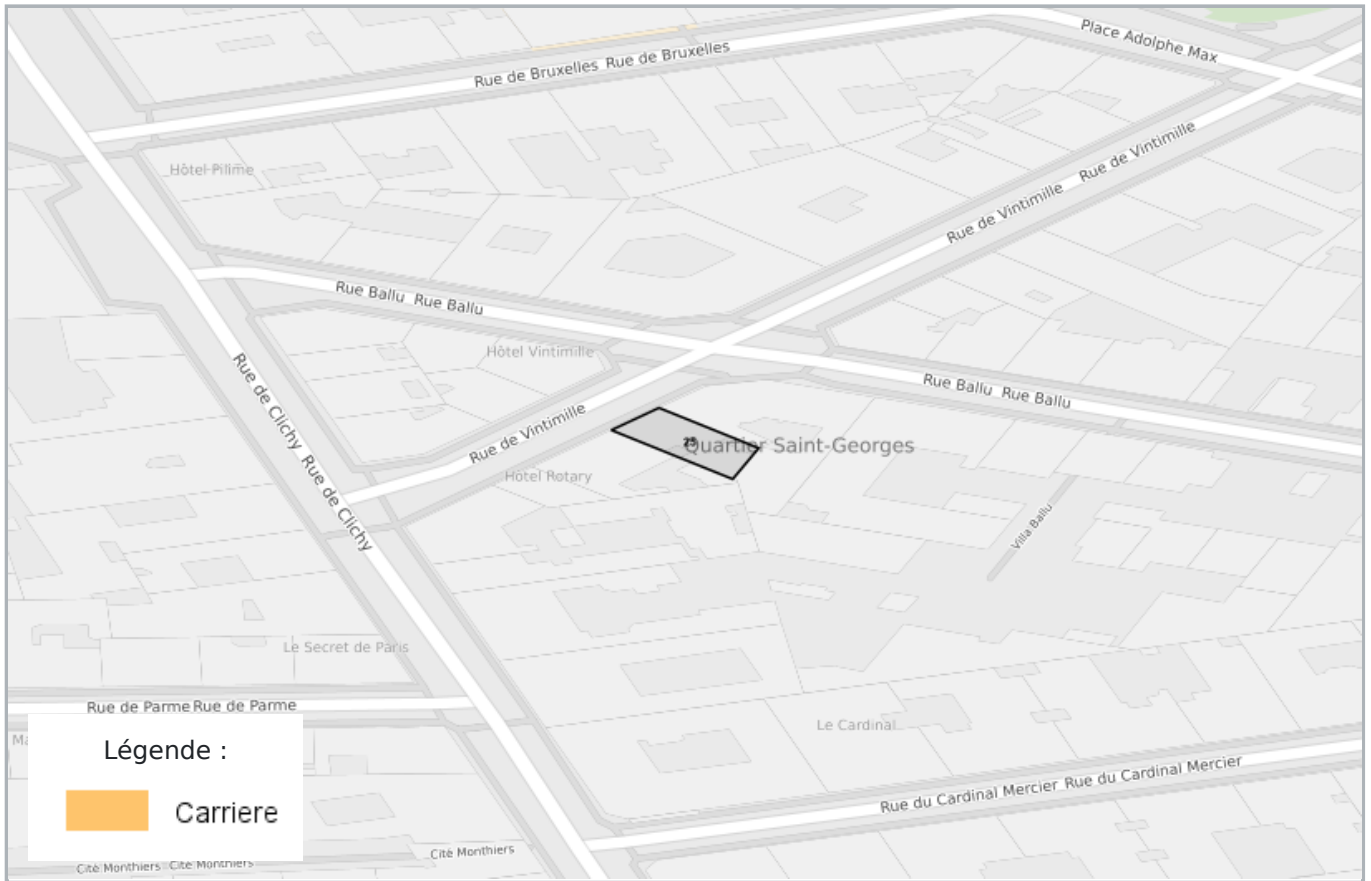 Place Adolphe Max
Rue de Bruxelles Rue de Bruxelles
Rue de Vintimille Rue de Vintimille
Hôtel Pilime
Rue Ballu Rue Ballu
Hôtel Vintimille
Rue de Clichy Rue de Clichy
Rue Ballu Rue Ballu
Rue de Vintimille
Quartier Saint-Georges
Hôtel Rotary
Villa Ballu
Le Secret de Paris
Rue de Parme Rue de Parme
Le Cardinal
Légende :
Carriere
Rue du Cardinal Mercier Rue du Cardinal Mercier
Cité Monthiers
Cité Monthiers Cité Monthiers